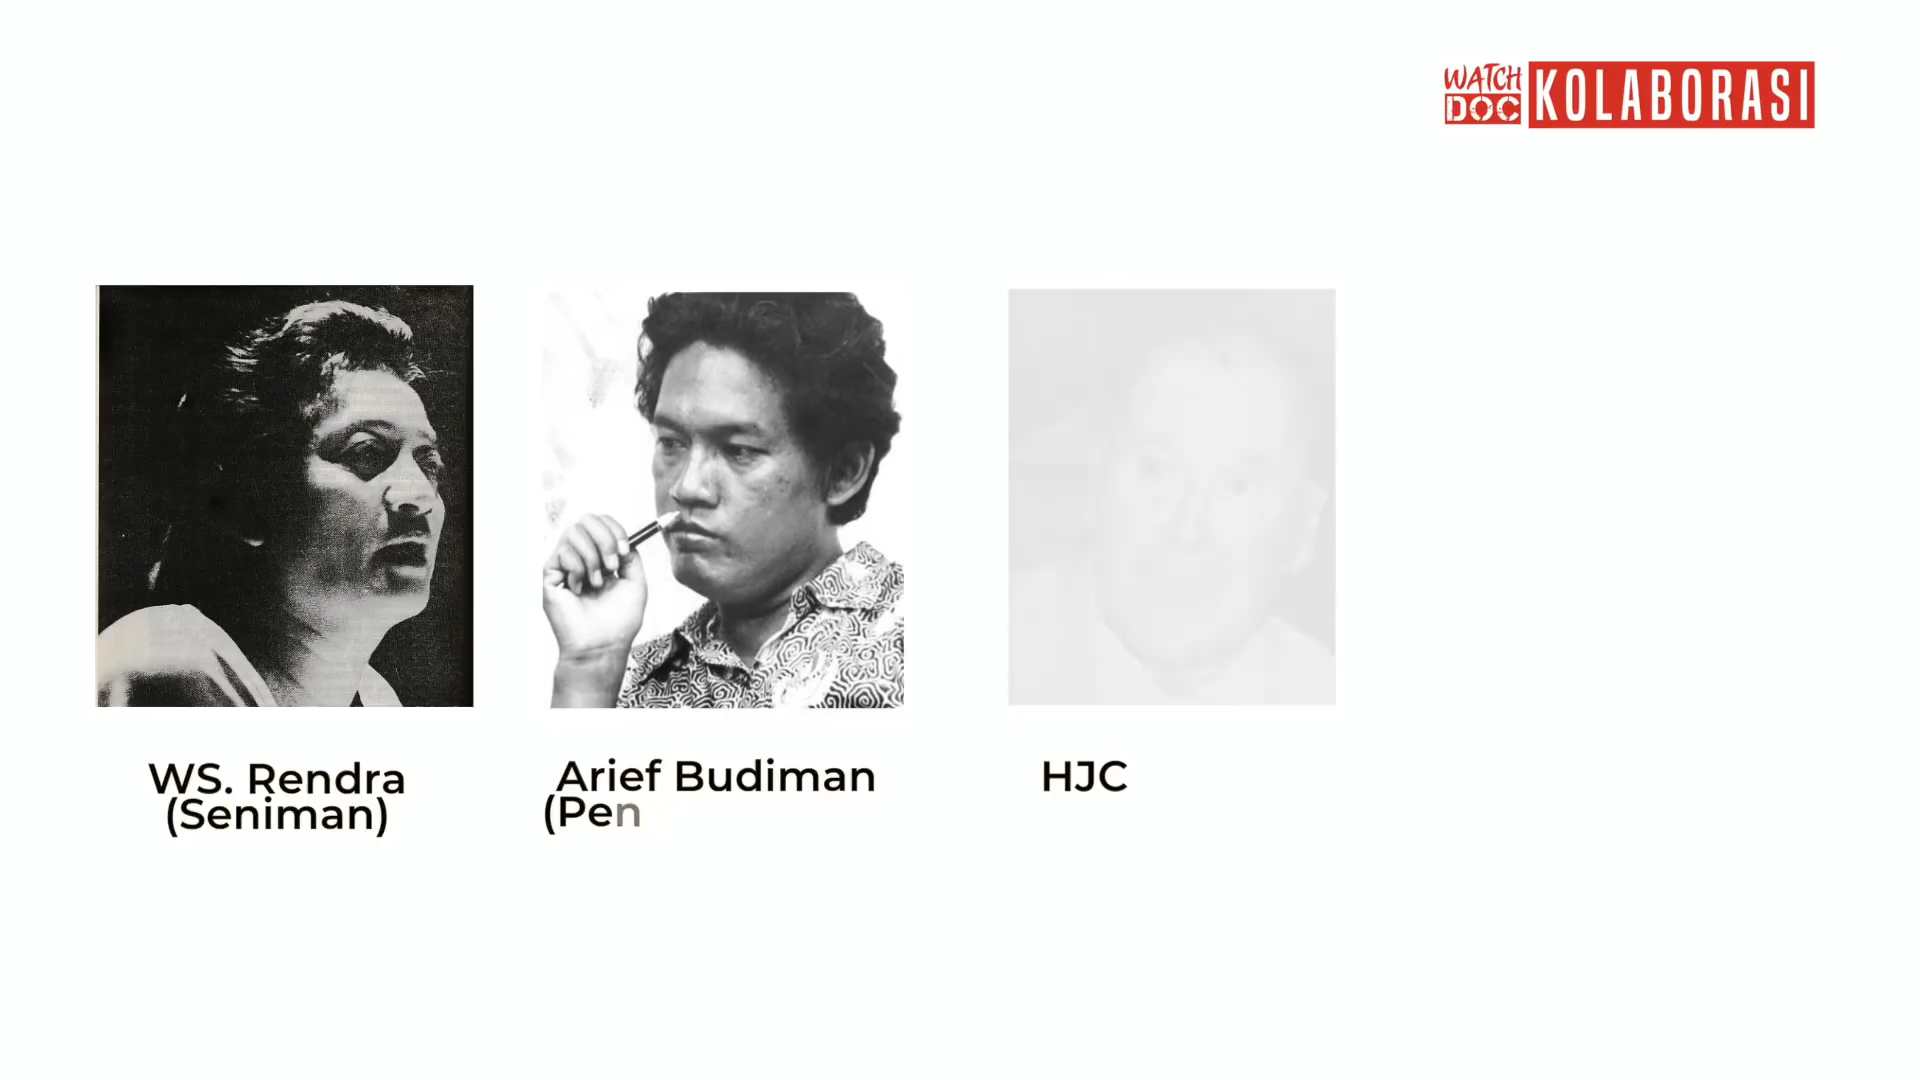 WATCH
DOC
KOLABORASI
WS. Rendra
(Seniman)
Arief Budiman
(Pen
HJC